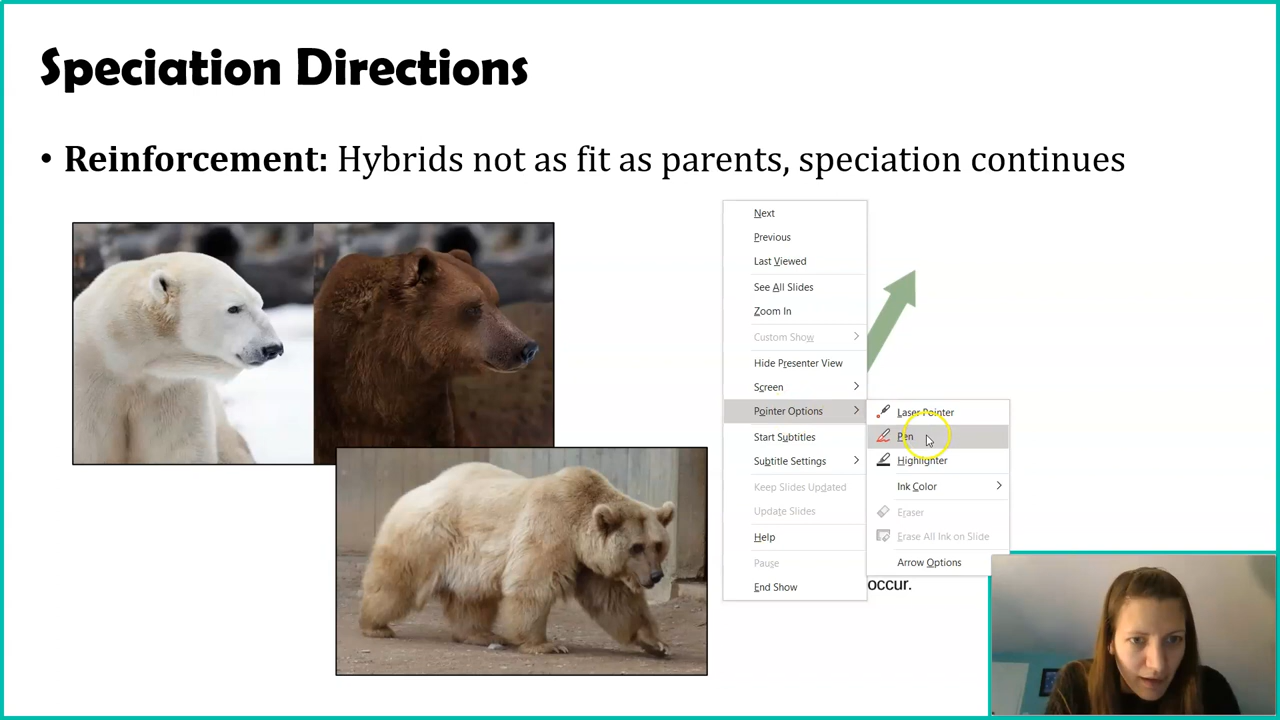 Speciation Directions
• Reinforcement: Hybrids not as fit as parents, speciation continues
Next
Previous
Last Viewed
See All Slides
Zoom In
Custom Show
Hide Presenter View
Screen
Pointer Options
Start Subtitles
Subtitle Settings
Keep Slides Updated
Update Slides
Help
Pause
End Show
Laser Pointer
Pen
Highlighter
Ink Color
Eraser
Erase All Ink on Slide
Arrow Options
occur.